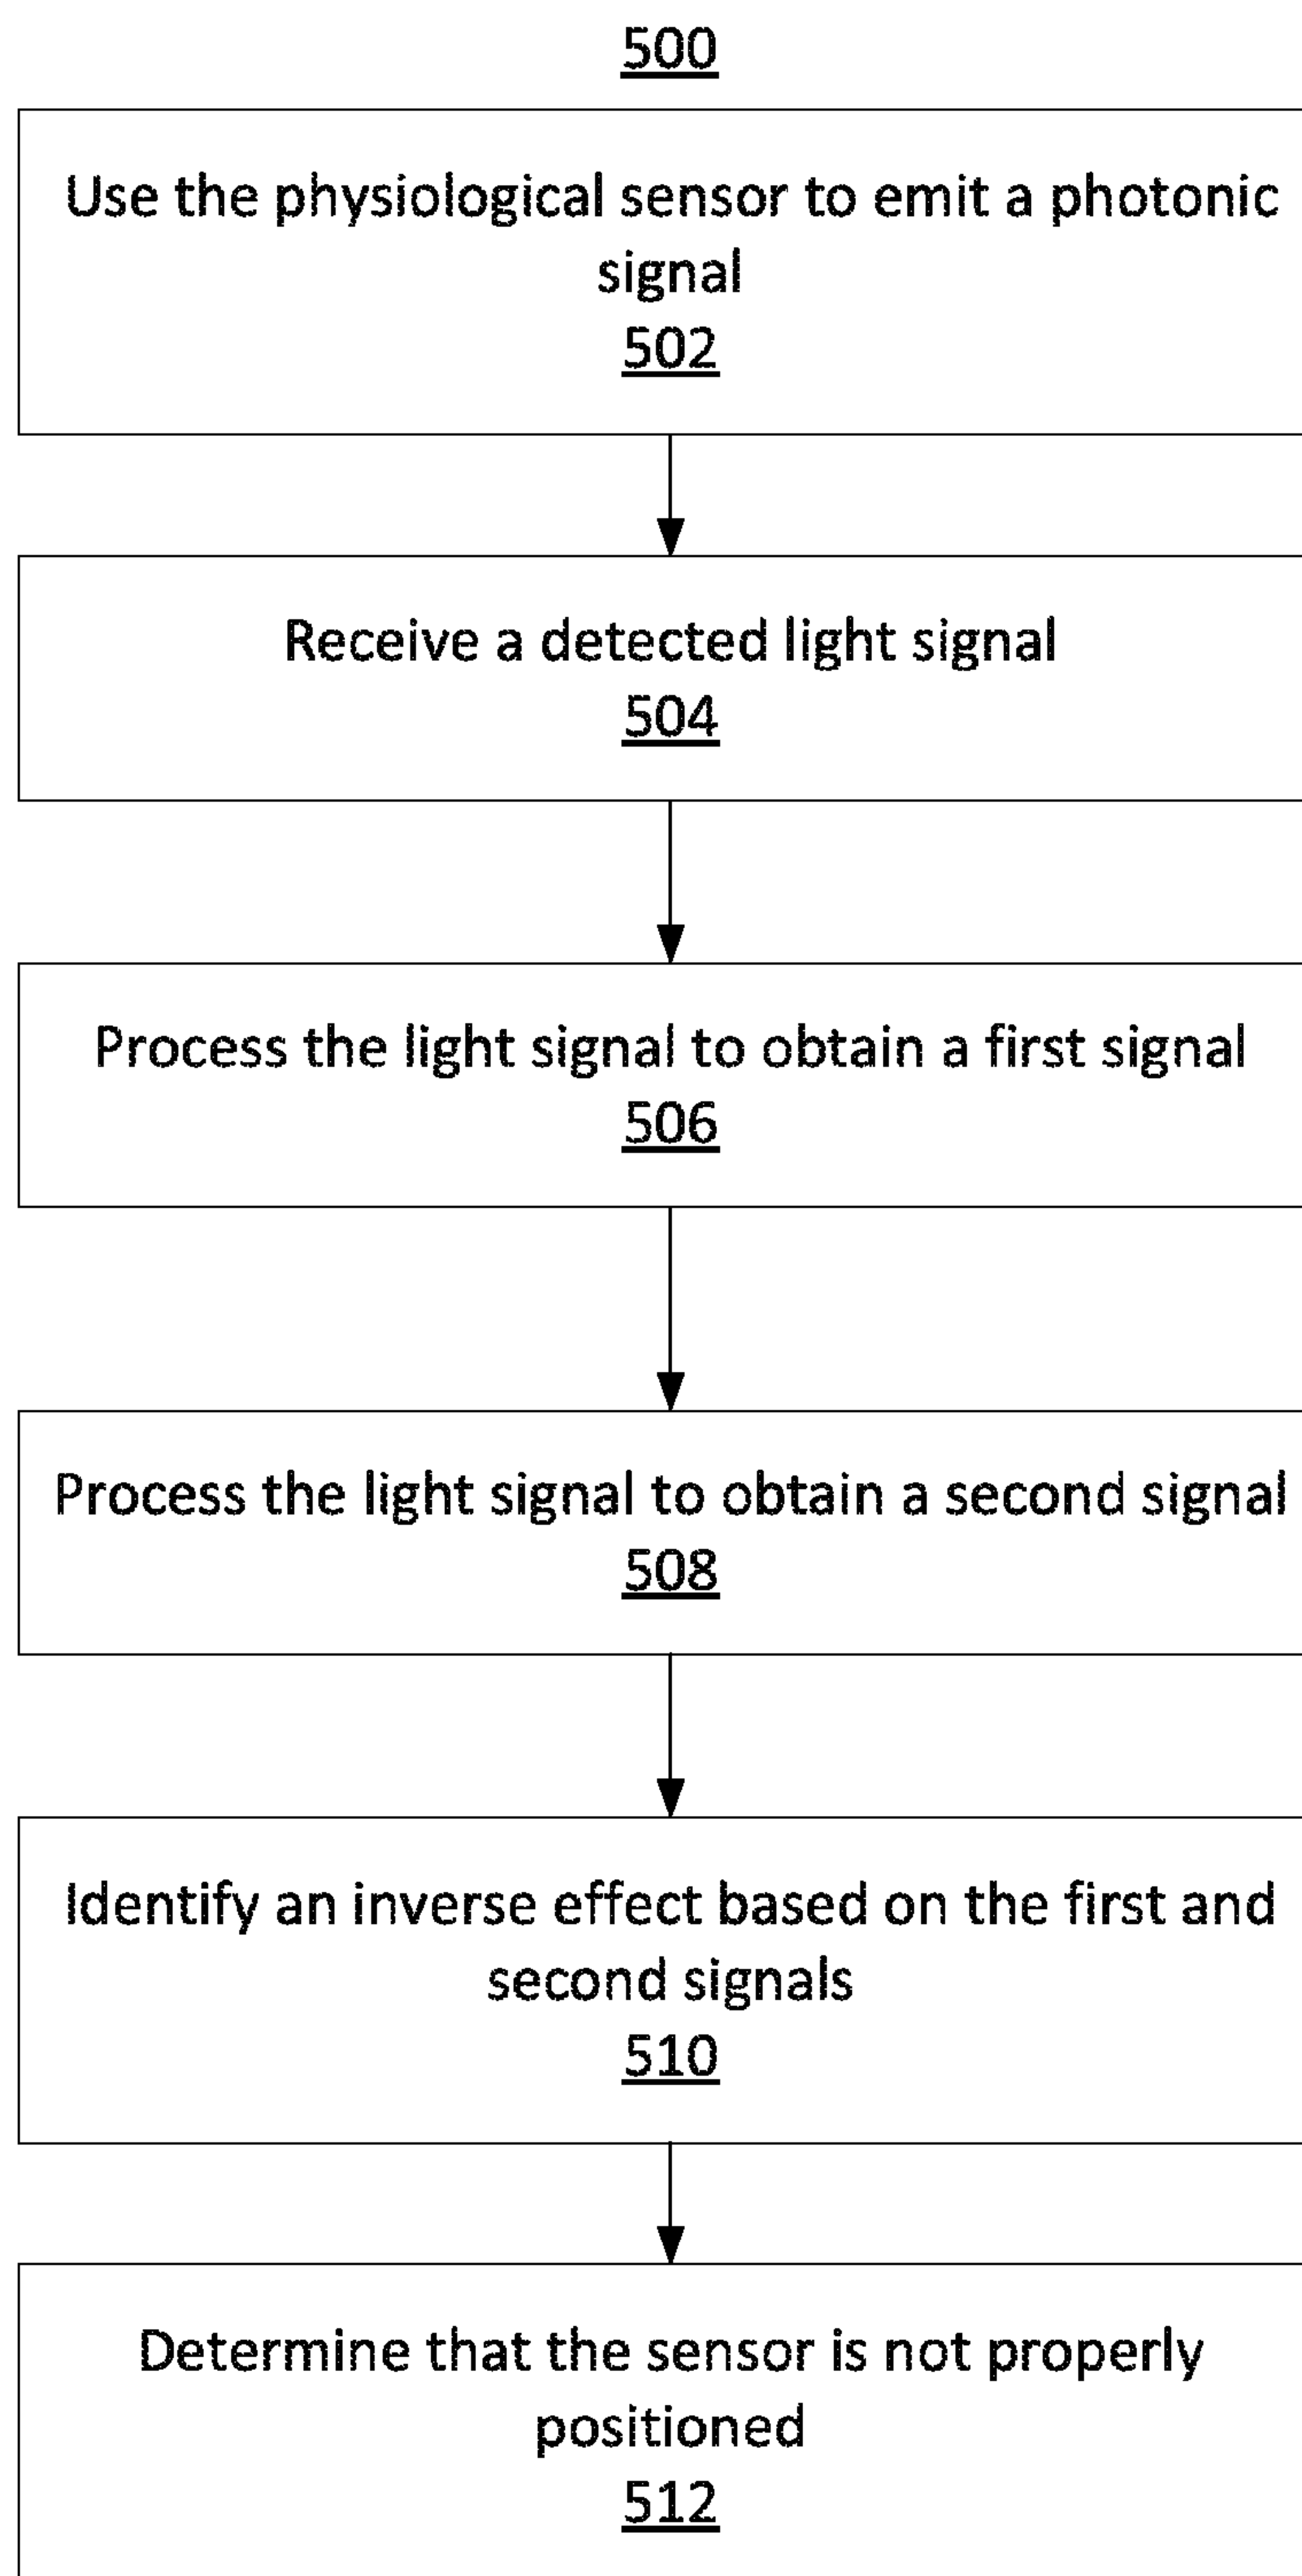 500
Use the physiological sensor to emit a photonic
signal
502
Receive a detected light signal
504
Process the light signal to obtain a first signal
506
Process the light signal to obtain a second signal
508
Identify an inverse effect based on the first and
second signals
510
Determine that the sensor is not properly
positioned
512